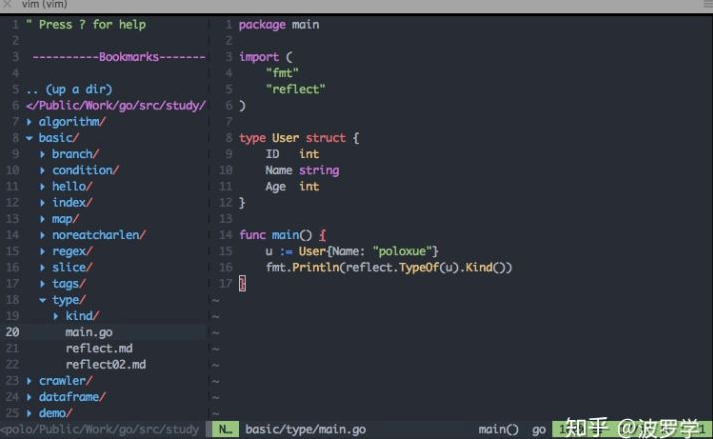 vim (vim)
1 " Press ? for help
2
3 ----------Bookmarks-------
4
5 .. (up a dir)
6 </Public/Work/go/src/study/
7 ▸ algorithm/
8 ▾ basic/
9 ▸ branch/
10 ▸ condition/
11 ▸ hello/
12 ▸ index/
13 ▸ map/
14 ▸ noreatcharlen/
15 ▸ regex/
16 ▸ slice/
17 ▸ tags/
18 ▾ type/
19 ▸ kind/
20 main.go
21 reflect.md
22 reflect02.md
23 ▸ crawler/
24 ▸ dataframe/
25 ▸ demo/
<polo/Public/Work/go/src/study
1 package main
2
3 import (
4 "fmt"
5 "reflect"
6 )
7
8 type User struct {
9 ID int
10 Name string
11 Age int
12 }
13
14 func main() {
15 u := User{Name: "poloxue"}
16 fmt.Println(reflect.TypeOf(u).Kind())
17 }
~
~
~
~
~
~
~
~
N… basic/type/main.go main() go
知乎 @波罗学